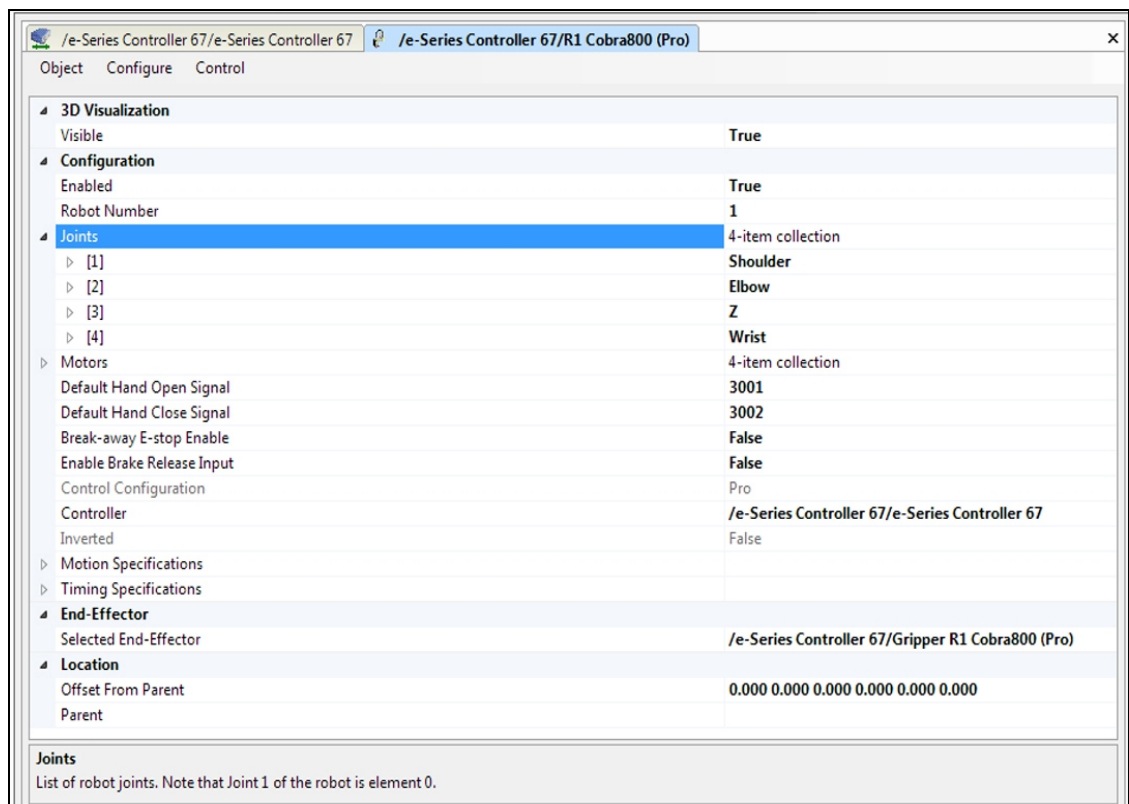 /e-Series Controller 67/e-Series Controller 67 /e-Series Controller 67/R1 Cobra800 (Pro)
Object Configure Control
3D Visualization
Visible True
Configuration
Enabled True
Robot Number 1
Joints 4-item collection
[1] Shoulder
[2] Elbow
[3] Z
[4] Wrist
Motors 4-item collection
Default Hand Open Signal 3001
Default Hand Close Signal 3002
Break-away E-stop Enable False
Enable Brake Release Input False
Control Configuration Pro
Controller /e-Series Controller 67/e-Series Controller 67
Inverted False
Motion Specifications
Timing Specifications
End-Effector
Selected End-Effector /e-Series Controller 67/Gripper R1 Cobra800 (Pro)
Location
Offset From Parent 0.000 0.000 0.000 0.000 0.000 0.000
Parent
Joints
List of robot joints. Note that Joint 1 of the robot is element 0.